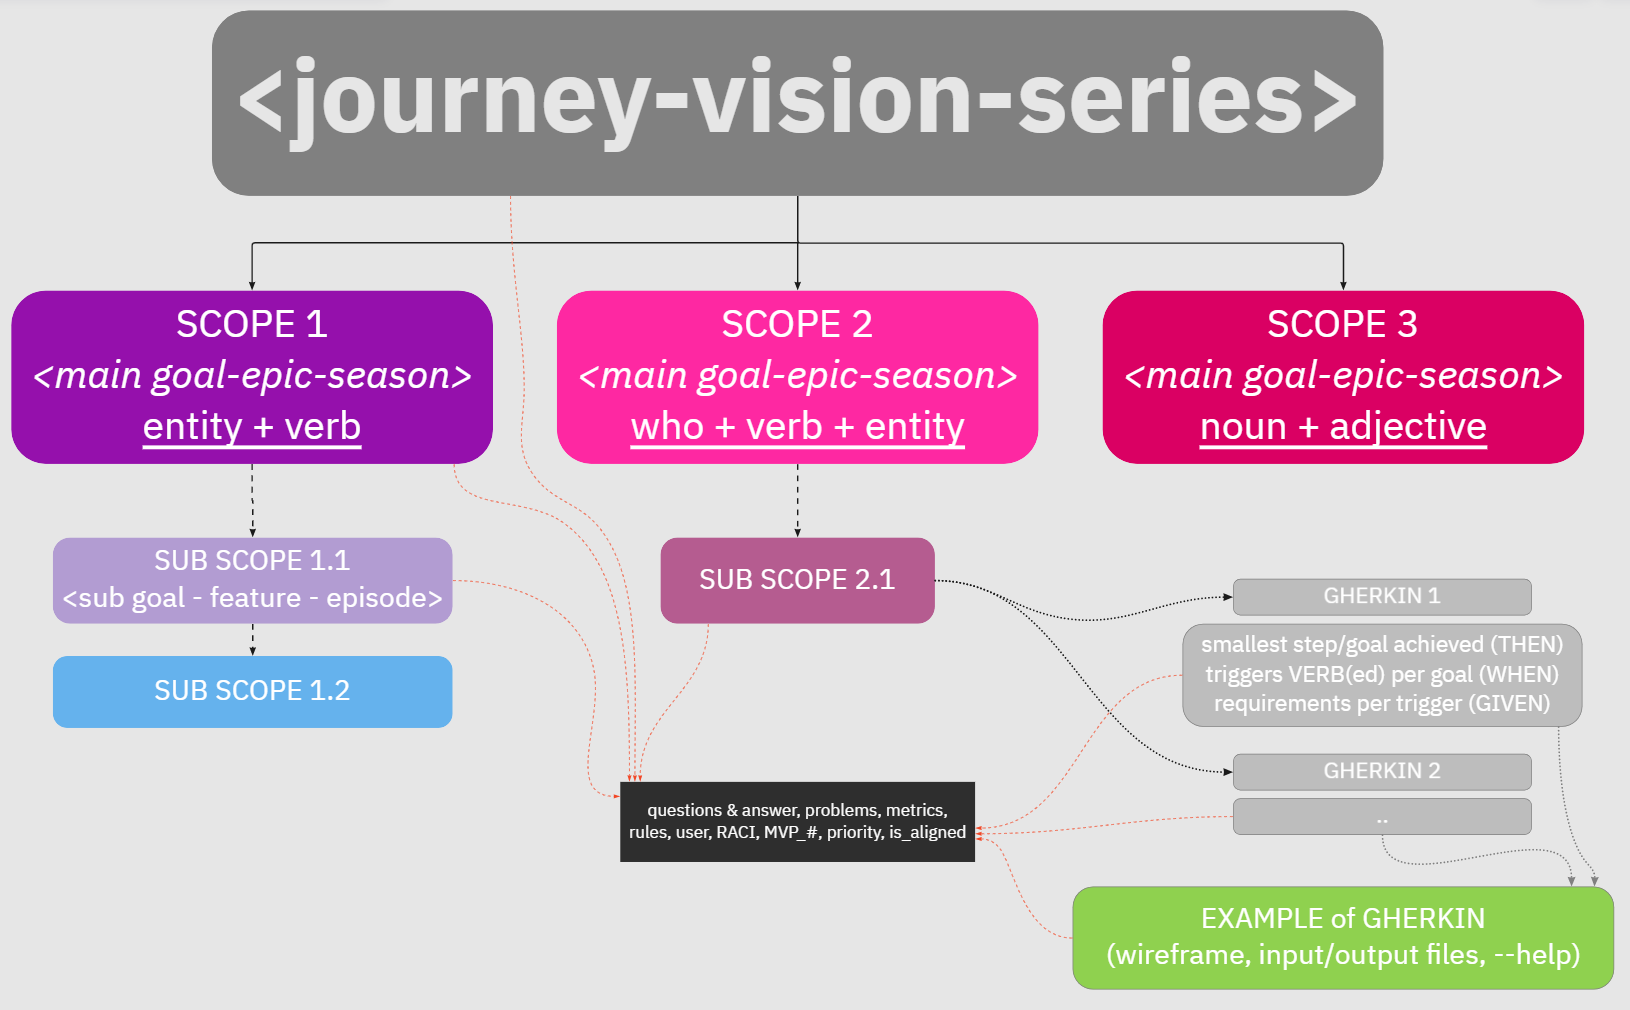 <journey-vision-series>
SCOPE 1
<main goal-epic-season>
entity + verb
SCOPE 2
<main goal-epic-season>
who + verb + entity
SCOPE 3
<main goal-epic-season>
noun + adjective
SUB SCOPE 1.1
<sub goal - feature - episode>
SUB SCOPE 1.2
SUB SCOPE 2.1
GHERKIN 1
smallest step/goal achieved (THEN)
triggers VERB(ed) per goal (WHEN)
requirements per trigger (GIVEN)
GHERKIN 2
..
questions & answer, problems, metrics,
rules, user, RACI, MVP_#, priority, is_aligned
EXAMPLE of GHERKIN
(wireframe, input/output files, --help)